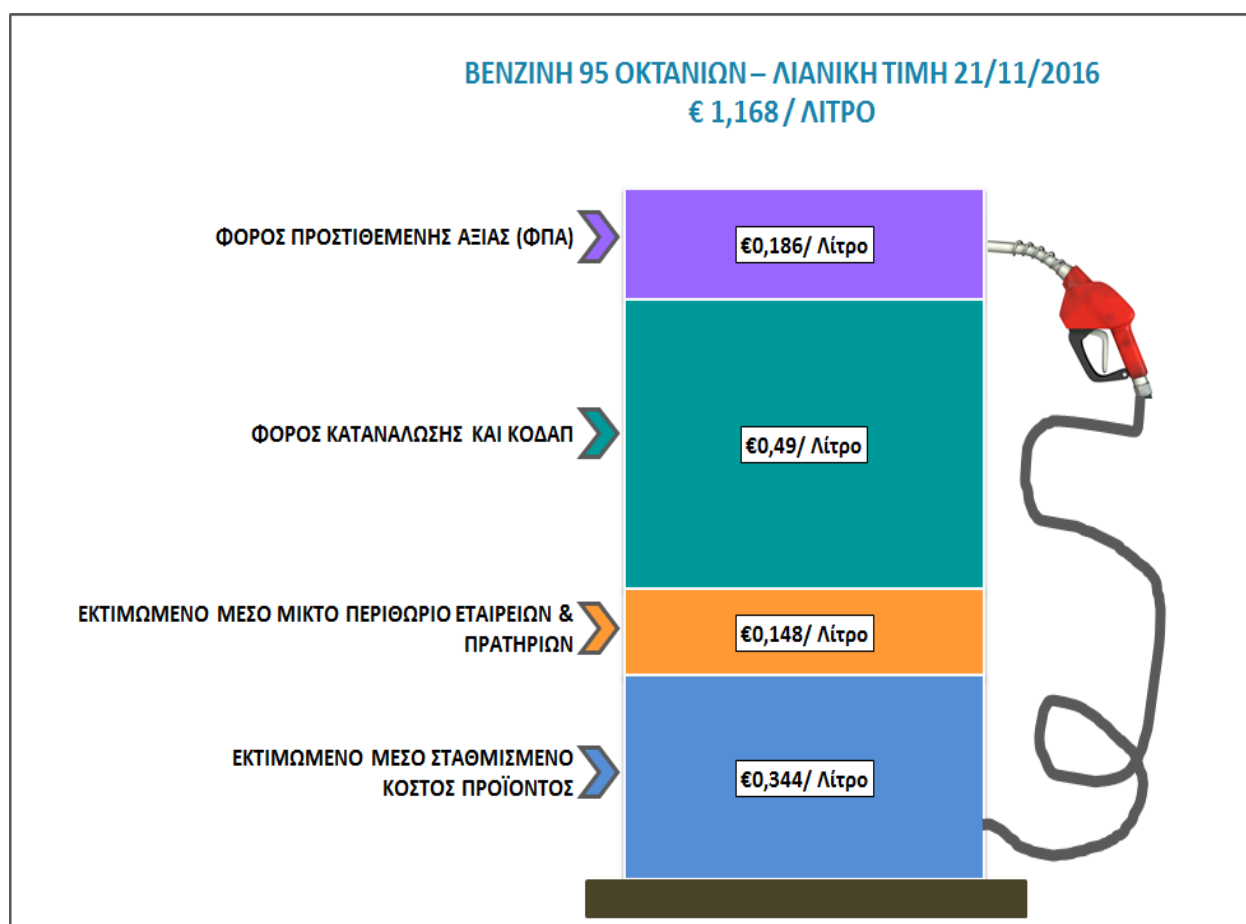 ΒΕΝΖΙΝΗ 95 ΟΚΤΑΝΙΩΝ – ΛΙΑΝΙΚΗ ΤΙΜΗ 21/11/2016
€ 1,168 / ΛΙΤΡΟ
ΦΟΡΟΣ ΠΡΟΣΤΙΘΕΜΕΝΗΣ ΑΞΙΑΣ (ΦΠΑ)
€0,186/ Λίτρο
ΦΟΡΟΣ ΚΑΤΑΝΑΛΩΣΗΣ ΚΑΙ ΚΟΔΑΠ
€0,49/ Λίτρο
ΕΚΤΙΜΩΜΕΝΟ ΜΕΣΟ ΜΙΚΤΟ ΠΕΡΙΘΩΡΙΟ ΕΤΑΙΡΕΙΩΝ &
ΠΡΑΤΗΡΙΩΝ
€0,148/ Λίτρο
ΕΚΤΙΜΩΜΕΝΟ ΜΕΣΟ ΣΤΑΘΜΙΣΜΕΝΟ
ΚΟΣΤΟΣ ΠΡΟΪΟΝΤΟΣ
€0,344/ Λίτρο